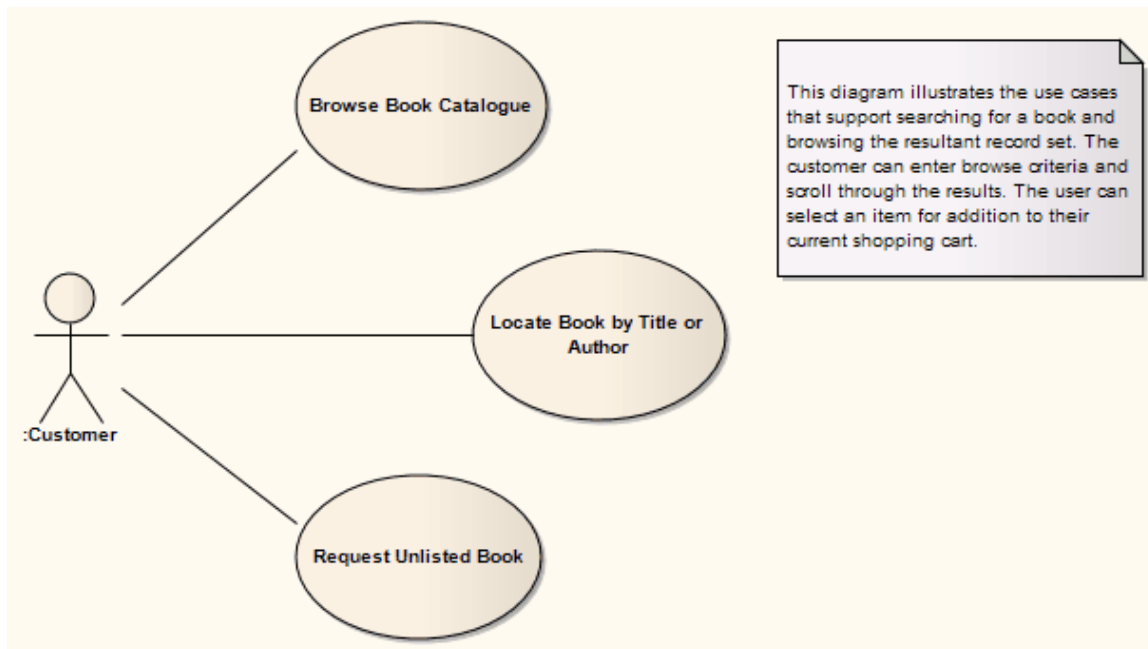 Browse Book Catalogue
This diagram illustrates the use cases
that support searching for a book and
browsing the resultant record set. The
customer can enter browse criteria and
scroll through the results. The user can
select an item for addition to their
current shopping cart.
Locate Book by Title or
Author
:Customer
Request Unlisted Book